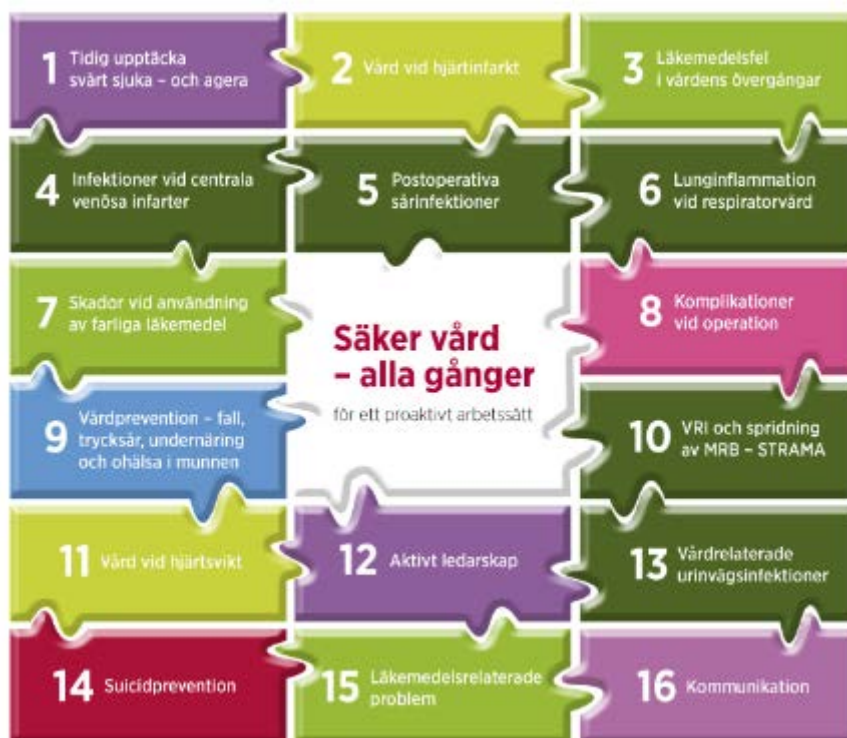 1 Tidig upptäcka
svårt sjuka – och agera
2 Vård vid hjärtinfarkt
3 Läkemedelsfel
i vårdens övergångar
4 Infektioner vid centrala
venösa infarter
5 Postoperativa
sårinfektioner
6 Lunginflammation
vid respiratorvård
7 Skador vid användning
av farliga läkemedel
Säker vård
– alla gånger
för ett proaktivt arbetssätt
8 Komplikationer
vid operation
9 Vårdprevention – fall,
trycksår, undernäring
och ohälsa i munnen
10 VRI och spridning
av MRB – STRAMA
11 Vård vid hjärtsvikt
12 Aktivt ledarskap
13 Vårdrelaterade
urinvägsinfektioner
14 Suicidprevention
15 Läkemedelsrelaterade
problem
16 Kommunikation